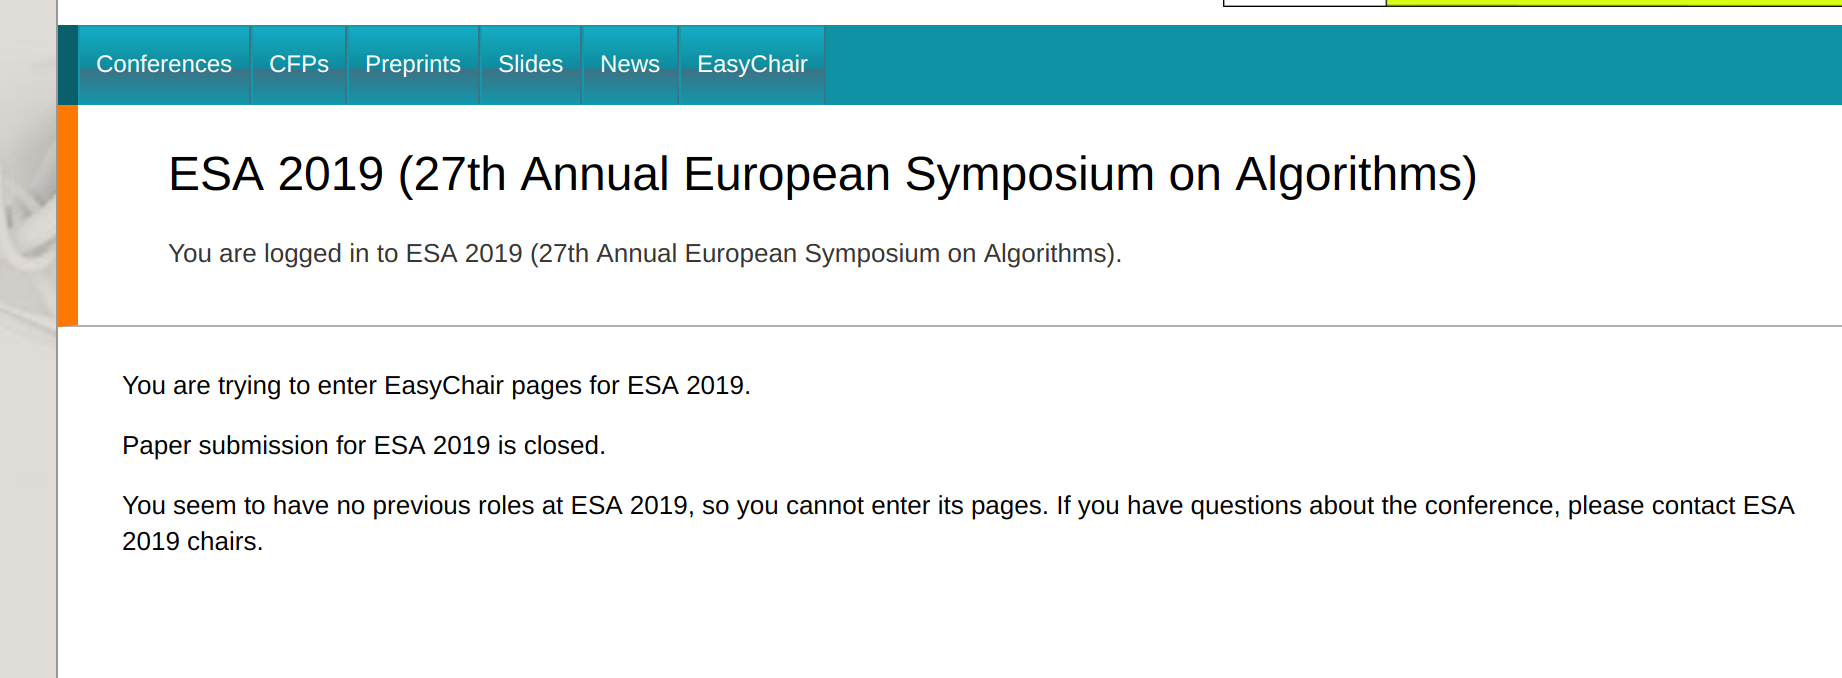 Conferences CFPs Preprints Slides News EasyChair
ESA 2019 (27th Annual European Symposium on Algorithms)
You are logged in to ESA 2019 (27th Annual European Symposium on Algorithms).
You are trying to enter EasyChair pages for ESA 2019.
Paper submission for ESA 2019 is closed.
You seem to have no previous roles at ESA 2019, so you cannot enter its pages. If you have questions about the conference, please contact ESA
2019 chairs.